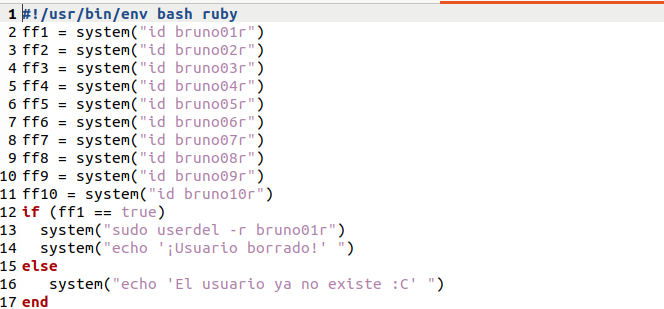 1 #!/usr/bin/env bash ruby
2 ff1 = system("id bruno01r")
3 ff2 = system("id bruno02r")
4 ff3 = system("id bruno03r")
5 ff4 = system("id bruno04r")
6 ff5 = system("id bruno05r")
7 ff6 = system("id bruno06r")
8 ff7 = system("id bruno07r")
9 ff8 = system("id bruno08r")
10 ff9 = system("id bruno09r")
11 ff10 = system("id bruno10r")
12 if (ff1 == true)
13   system("sudo userdel -r bruno01r")
14   system("echo '¡Usuario borrado!' ")
15 else
16    system("echo 'El usuario ya no existe :C' ")
17 end